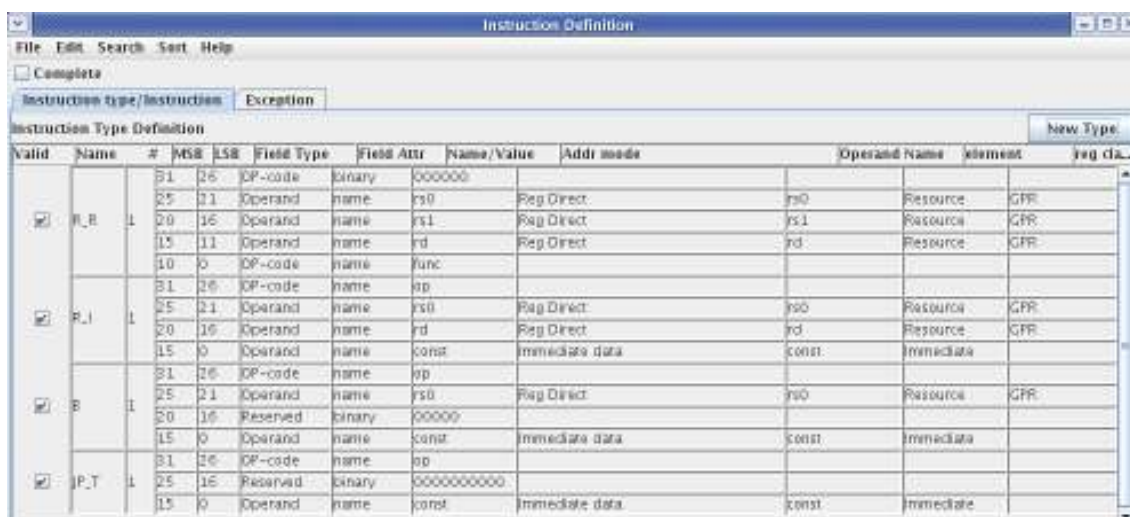 Instruction Definition
File Edit Search Sort Help
Complete
Instruction type/Instruction Exception
Instruction Type Definition New Type
Valid Name # MSB LSB Field Type Field Attr Name/Value Addr mode Operand Name element reg cla...
31 26 OP-code binary 000000
25 21 Operand name rs0 Reg Direct rs0 Resource GPR
R_R 1 20 16 Operand name rs1 Reg Direct rs1 Resource GPR
15 11 Operand name rd Reg Direct rd Resource GPR
10 0 OP-code name func
31 26 OP-code name op
R_I 1 25 21 Operand name rs0 Reg Direct rs0 Resource GPR
20 16 Operand name rd Reg Direct rd Resource GPR
15 0 Operand name const Immediate data const Immediate
31 26 OP-code name op
B 1 25 21 Operand name rs0 Reg Direct rs0 Resource GPR
20 16 Reserved binary 00000
15 0 Operand name const Immediate data const Immediate
31 26 OP-code name op
JP_T 1 25 16 Reserved binary 0000000000
15 0 Operand name const Immediate data const Immediate